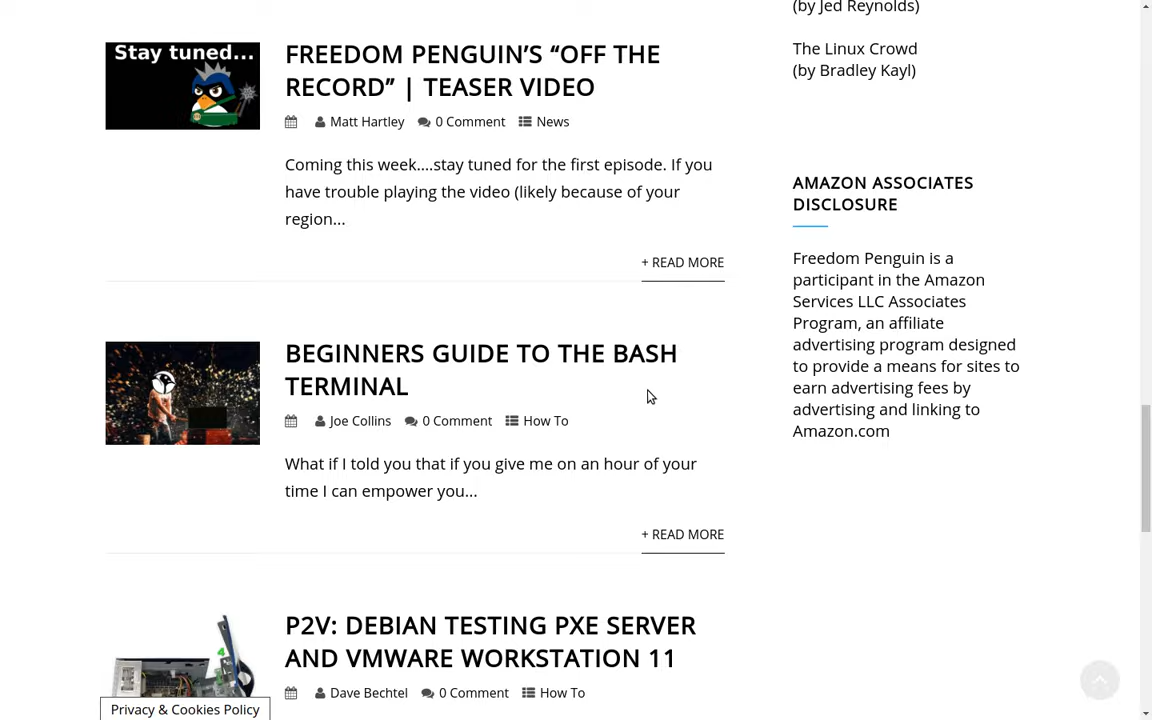 Stay tuned...
FREEDOM PENGUIN'S “OFF THE
RECORD” | TEASER VIDEO
Matt Hartley 0 Comment News
Coming this week....stay tuned for the first episode. If you
have trouble playing the video (likely because of your
region...
+ READ MORE
BEGINNERS GUIDE TO THE BASH
TERMINAL
Joe Collins 0 Comment How To
What if I told you that if you give me on an hour of your
time I can empower you...
+ READ MORE
P2V: DEBIAN TESTING PXE SERVER
AND VMWARE WORKSTATION 11
Dave Bechtel 0 Comment How To
Privacy & Cookies Policy
(by Jed Reynolds)
The Linux Crowd
(by Bradley Kayl)
AMAZON ASSOCIATES
DISCLOSURE
Freedom Penguin is a
participant in the Amazon
Services LLC Associates
Program, an affiliate
advertising program designed
to provide a means for sites to
earn advertising fees by
advertising and linking to
Amazon.com